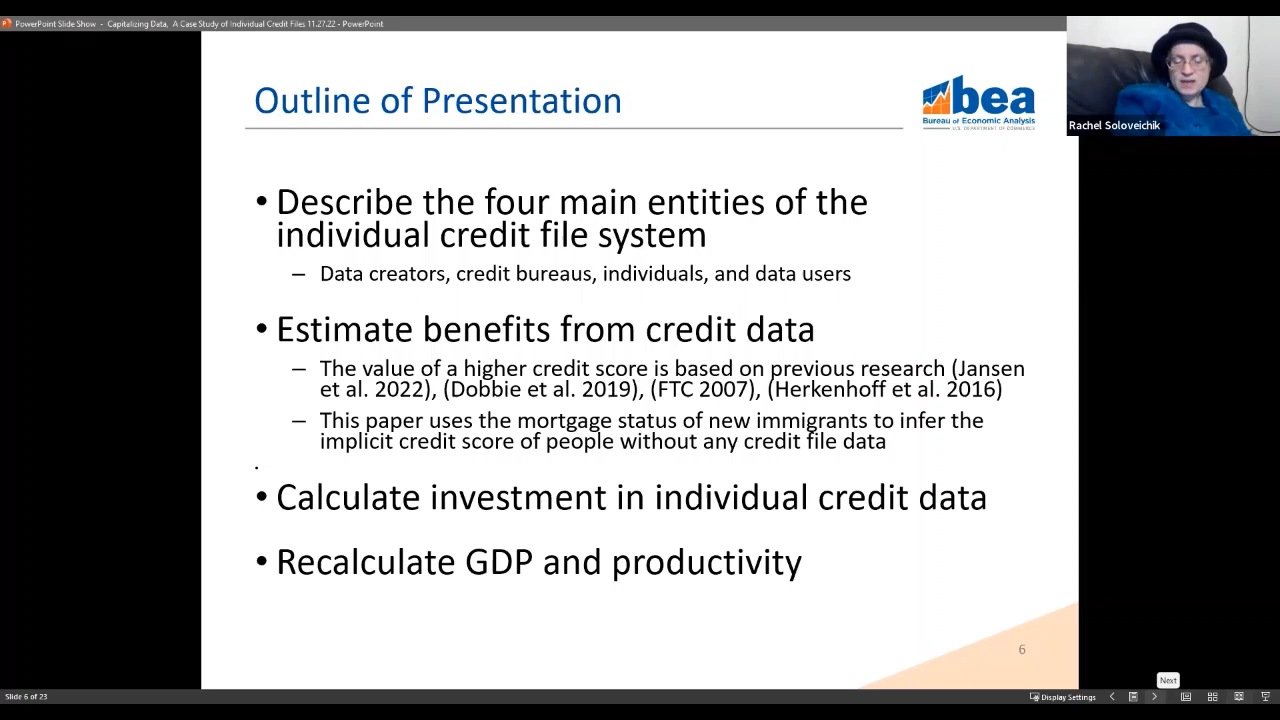 PowerPoint Slide Show - Capitalizing Data, A Case Study of Individual Credit Files 11.27.22 - PowerPoint
Outline of Presentation
bea
Bureau of Economic Analysis
U.S. DEPARTMENT OF COMMERCE
Rachel Soloveichik
• Describe the four main entities of the
individual credit file system
– Data creators, credit bureaus, individuals, and data users
• Estimate benefits from credit data
– The value of a higher credit score is based on previous research (Jansen
et al. 2022), (Dobbie et al. 2019), (FTC 2007), (Herkenhoff et al. 2016)
– This paper uses the mortgage status of new immigrants to infer the
implicit credit score of people without any credit file data
•
• Calculate investment in individual credit data
• Recalculate GDP and productivity
6
Next
Slide 6 of 23
Display Settings